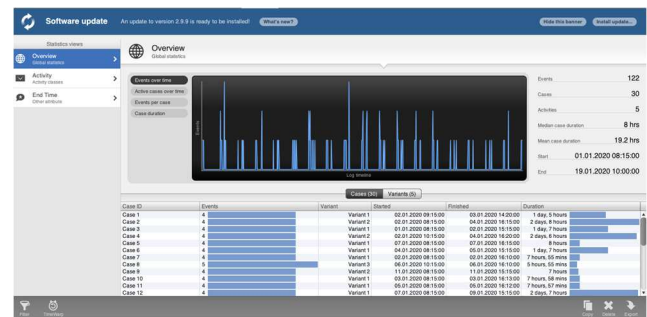 Software update
An update to version 2.9.9 is ready to be installed!
What's new?
Hide this banner
Install update...
Statistics views
Overview
Global statistics
Activity
Activity classes
End Time
Other attribute
Overview
Global statistics
Events over time
Active cases over time
Events per case
Case duration
Events
Log timeline
Events 122
Cases 30
Activities 5
Median case duration 8 hrs
Mean case duration 19.2 hrs
Start 01.01.2020 08:15:00
End 19.01.2020 10:00:00
Cases (30) Variants (5)
Case ID Events Variant Started Finished Duration
Case 1 4 Variant 1 02.01.2020 09:15:00 03.01.2020 14:20:00 1 day, 5 hours
Case 2 4 Variant 2 02.01.2020 08:15:00 04.01.2020 16:15:00 2 days, 8 hours
Case 3 4 Variant 1 01.01.2020 08:15:00 02.01.2020 15:15:00 1 day, 7 hours
Case 4 4 Variant 2 02.01.2020 10:15:00 04.01.2020 16:20:00 2 days, 6 hours
Case 5 4 Variant 1 07.01.2020 08:15:00 07.01.2020 16:15:00 8 hours
Case 6 4 Variant 1 04.01.2020 08:15:00 05.01.2020 15:15:00 1 day, 7 hours
Case 7 4 Variant 1 02.01.2020 08:15:00 02.01.2020 16:10:00 7 hours, 55 mins
Case 8 5 Variant 3 06.01.2020 10:15:00 06.01.2020 16:10:00 5 hours, 55 mins
Case 9 4 Variant 2 11.01.2020 08:15:00 11.01.2020 15:15:00 7 hours
Case 10 4 Variant 1 03.01.2020 08:15:00 03.01.2020 16:13:00 7 hours, 58 mins
Case 11 4 Variant 1 05.01.2020 08:15:00 05.01.2020 16:12:00 7 hours, 57 mins
Case 12 4 Variant 1 07.01.2020 08:15:00 09.01.2020 15:15:00 2 days, 7 hours
Filter
TimeWarp
Copy
Delete
Export